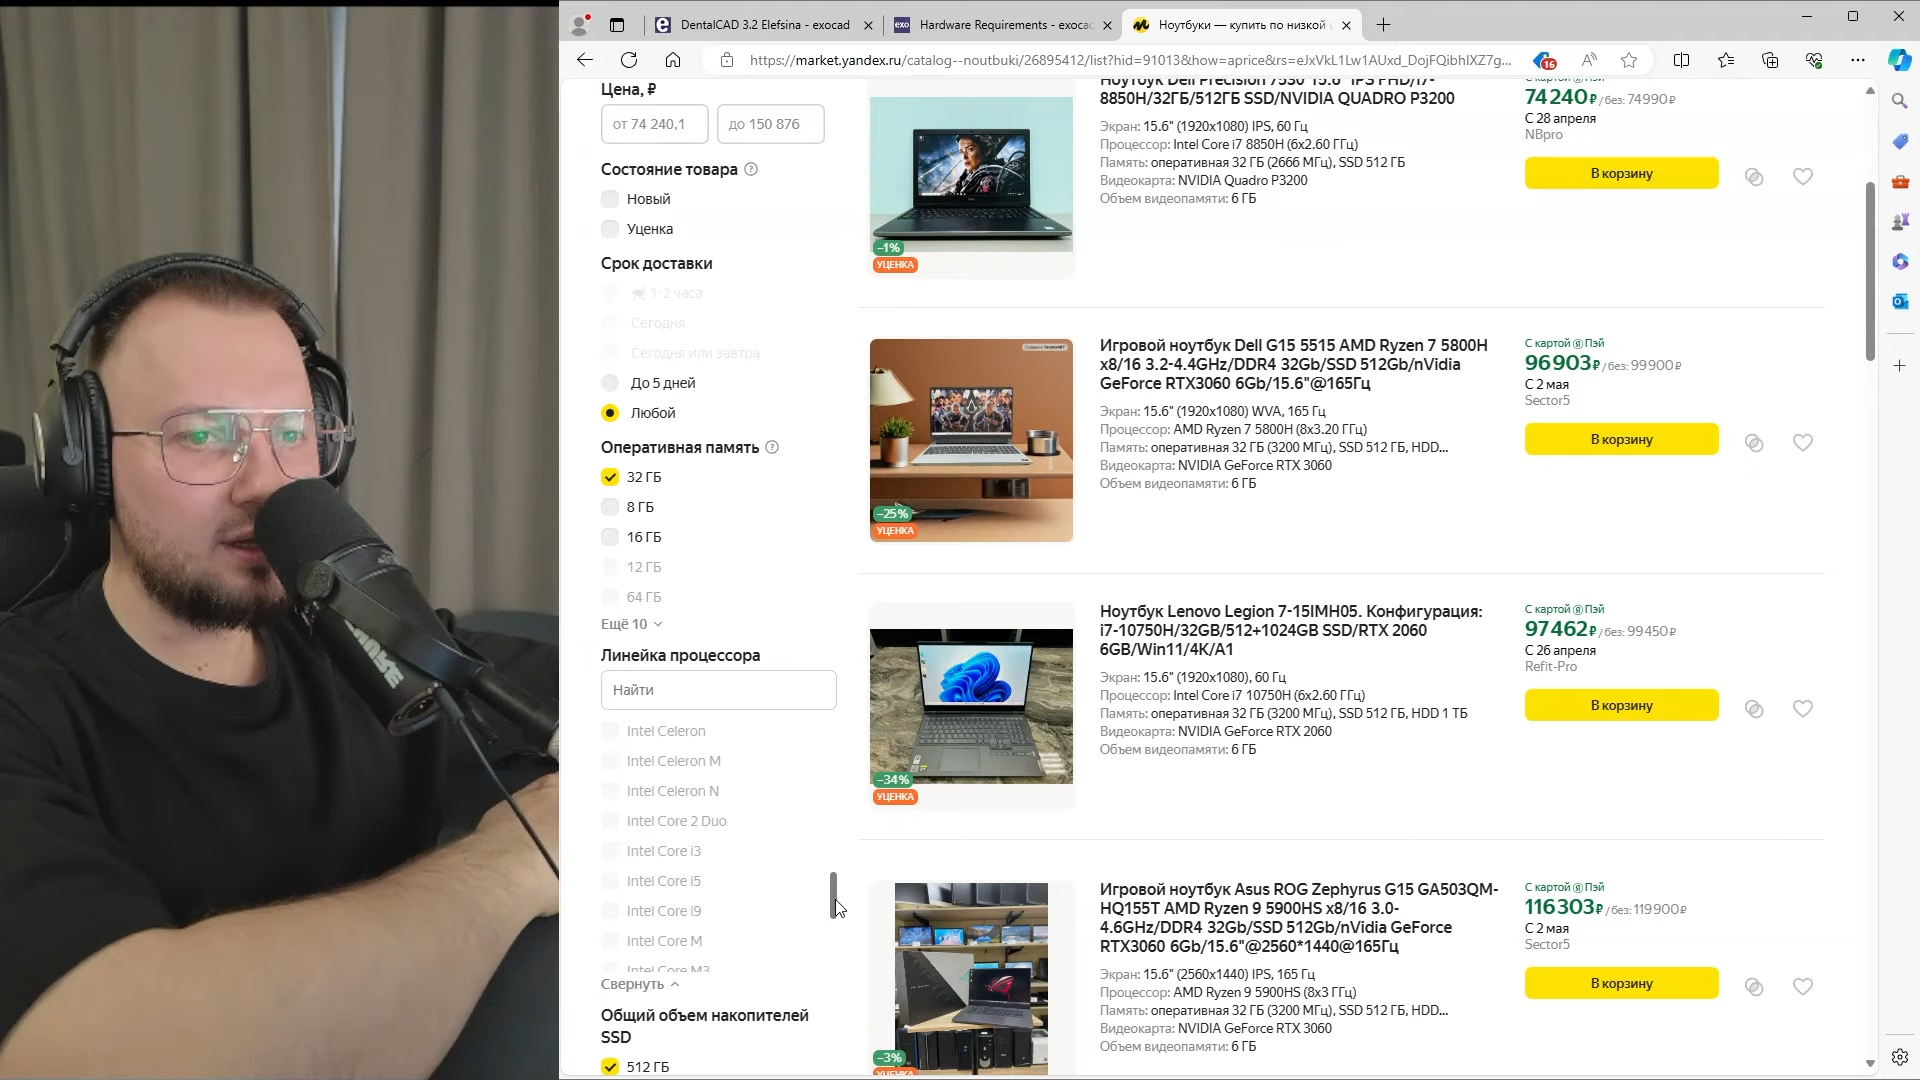 DentalCAD 3.2 Elefsina - exocad
Hardware Requirements - exocad
Ноутбуки — купить по низкой
https://market.yandex.ru/catalog--noutbuki/26895412/list?hid=91013&how=aprice&rs=eJxVkL1Lw1AUxd_DojFQibhIXZ7g...
16
Цена, ₽
от 74 240,1
до 150 876
Состояние товара
Новый
Уценка
Срок доставки
1-2 часа
Сегодня
Сегодня или завтра
До 5 дней
Любой
Оперативная память
32 ГБ
8 ГБ
16 ГБ
12 ГБ
64 ГБ
Ещё 10
Линейка процессора
Найти
Intel Celeron
Intel Celeron M
Intel Celeron N
Intel Core 2 Duo
Intel Core i3
Intel Core i5
Intel Core i9
Intel Core M
Intel Core M3
Свернуть
Общий объем накопителей
SSD
512 ГБ
–1%
УЦЕНКА
Ноутбук Dell Precision 7530 15.6" IPS FHD/i7-
8850H/32ГБ/512ГБ SSD/NVIDIA QUADRO P3200
Экран: 15.6" (1920x1080) IPS, 60 Гц
Процессор: Intel Core i7 8850H (6x2.60 ГГц)
Память: оперативная 32 ГБ (2666 МГц), SSD 512 ГБ
Видеокарта: NVIDIA Quadro P3200
Объем видеопамяти: 6 ГБ
С картой Пэй
74 240 ₽ / без: 74 990 ₽
С 28 апреля
NBpro
В корзину
–25%
УЦЕНКА
Игровой ноутбук Dell G15 5515 AMD Ryzen 7 5800H
x8/16 3.2-4.4GHz/DDR4 32Gb/SSD 512Gb/nVidia
GeForce RTX3060 6Gb/15.6"@165Гц
Экран: 15.6" (1920x1080) WVA, 165 Гц
Процессор: AMD Ryzen 7 5800H (8x3.20 ГГц)
Память: оперативная 32 ГБ (3200 МГц), SSD 512 ГБ, HDD...
Видеокарта: NVIDIA GeForce RTX 3060
Объем видеопамяти: 6 ГБ
С картой Пэй
96 903 ₽ / без: 99 900 ₽
С 2 мая
Sector5
В корзину
–34%
УЦЕНКА
Ноутбук Lenovo Legion 7-15IMH05. Конфигурация:
i7-10750H/32GB/512+1024GB SSD/RTX 2060
6GB/Win11/4K/A1
Экран: 15.6" (1920x1080), 60 Гц
Процессор: Intel Core i7 10750H (6x2.60 ГГц)
Память: оперативная 32 ГБ (3200 МГц), SSD 512 ГБ, HDD 1 ТБ
Видеокарта: NVIDIA GeForce RTX 2060
Объем видеопамяти: 6 ГБ
С картой Пэй
97 462 ₽ / без: 99 450 ₽
С 26 апреля
Refit-Pro
В корзину
–3%
УЦЕНКА
Игровой ноутбук Asus ROG Zephyrus G15 GA503QM-
HQ155T AMD Ryzen 9 5900HS x8/16 3.0-
4.6GHz/DDR4 32Gb/SSD 512Gb/nVidia GeForce
RTX3060 6Gb/15.6"@2560*1440@165Гц
Экран: 15.6" (2560x1440) IPS, 165 Гц
Процессор: AMD Ryzen 9 5900HS (8x3 ГГц)
Память: оперативная 32 ГБ (3200 МГц), SSD 512 ГБ, HDD...
Видеокарта: NVIDIA GeForce RTX 3060
Объем видеопамяти: 6 ГБ
С картой Пэй
116 303 ₽ / без: 119 900 ₽
С 2 мая
Sector5
В корзину